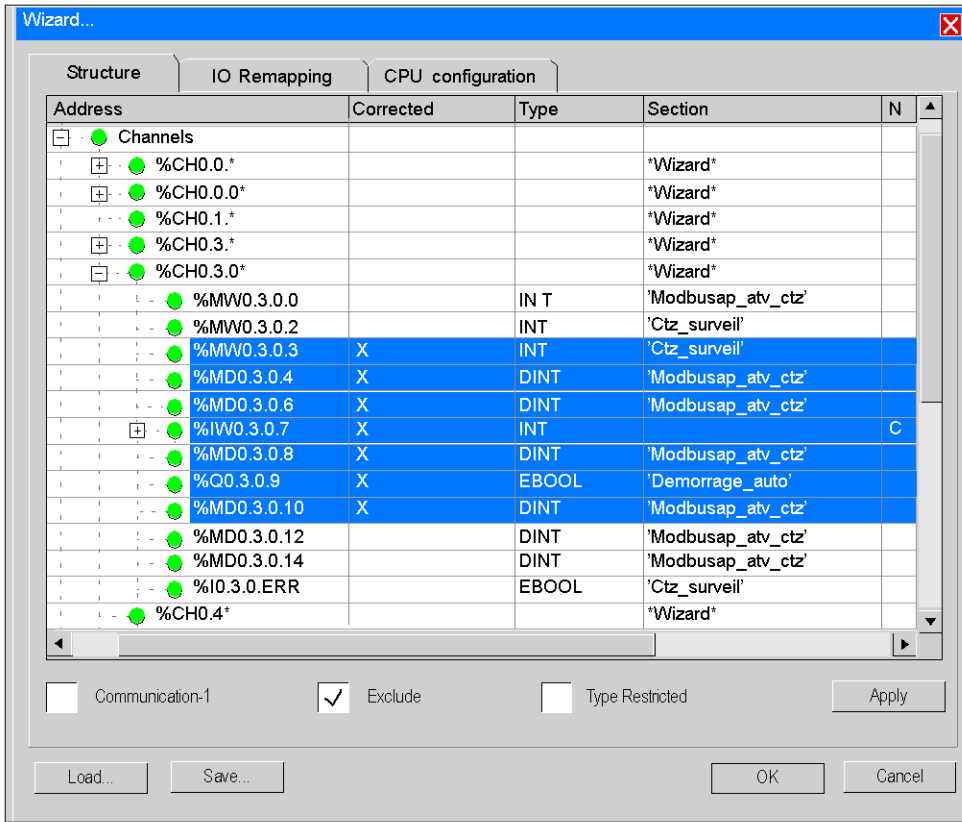 Wizard...
Structure IO Remapping CPU configuration
Address Corrected Type Section N
Channels
%CH0.0.* *Wizard*
%CH0.0.0* *Wizard*
%CH0.1.* *Wizard*
%CH0.3.* *Wizard*
%CH0.3.0* *Wizard*
%MW0.3.0.0 IN T 'Modbusap_atv_ctz'
%MW0.3.0.2 INT 'Ctz_surveil'
%MW0.3.0.3 X INT 'Ctz_surveil'
%MD0.3.0.4 X DINT 'Modbusap_atv_ctz'
%MD0.3.0.6 X DINT 'Modbusap_atv_ctz'
%IW0.3.0.7 X INT C
%MD0.3.0.8 X DINT 'Modbusap_atv_ctz'
%Q0.3.0.9 X EBOOL 'Demorrage_auto'
%MD0.3.0.10 X DINT 'Modbusap_atv_ctz'
%MD0.3.0.12 DINT 'Modbusap_atv_ctz'
%MD0.3.0.14 DINT 'Modbusap_atv_ctz'
%I0.3.0.ERR EBOOL 'Ctz_surveil'
%CH0.4* *Wizard*
Communication-1 Exclude Type Restricted Apply
Load... Save... OK Cancel